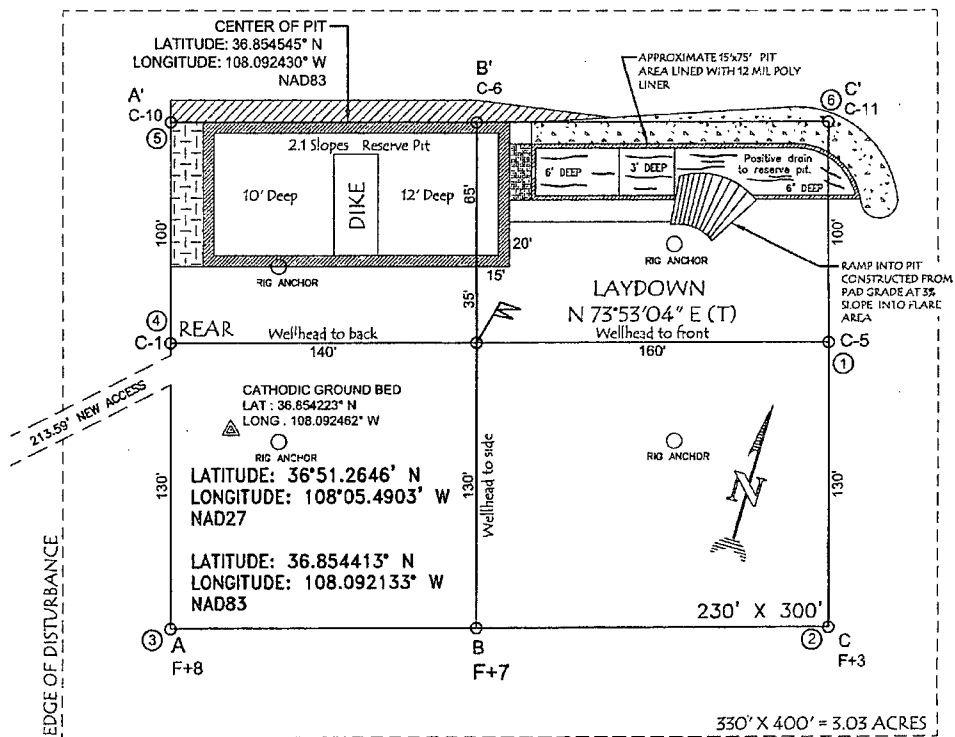 CENTER OF PIT
LATITUDE: 36.854545° N
LONGITUDE: 108.092430° W
NAD83
APPROXIMATE 15'x75' PIT
AREA LINED WITH 12 MIL POLY
LINER
A'
C-10
B'
C-6
C'
⑥
C-11
⑤
2.1 Slopes Reserve Pit
10' Deep
DIKE
12' Deep
65'
6' DEEP
3' DEEP
Positive drain
to reserve pit.
6' DEEP
100'
100'
20'
15'
35'
RIG ANCHOR
RIG ANCHOR
RAMP INTO PIT
CONSTRUCTED FROM
PAD GRADE AT 3%
SLOPE INTO FLARE
AREA
LAYDOWN
N 73°53'04" E (T)
④
C-1
REAR
Wellhead to back
140'
Wellhead to front
160'
C-5
①
213.59' NEW ACCESS
CATHODIC GROUND BED
LAT : 36.854223° N
LONG . 108.092462° W
RIG ANCHOR
RIG ANCHOR
LATITUDE: 36°51.2646' N
LONGITUDE: 108°05.4903' W
NAD27
130'
130'
Wellhead to side
130'
N
LATITUDE: 36.854413° N
LONGITUDE: 108.092133° W
NAD83
230' X 300'
EDGE OF DISTURBANCE
③
A
F+8
B
F+7
②
C
F+3
330' X 400' = 3.03 ACRES